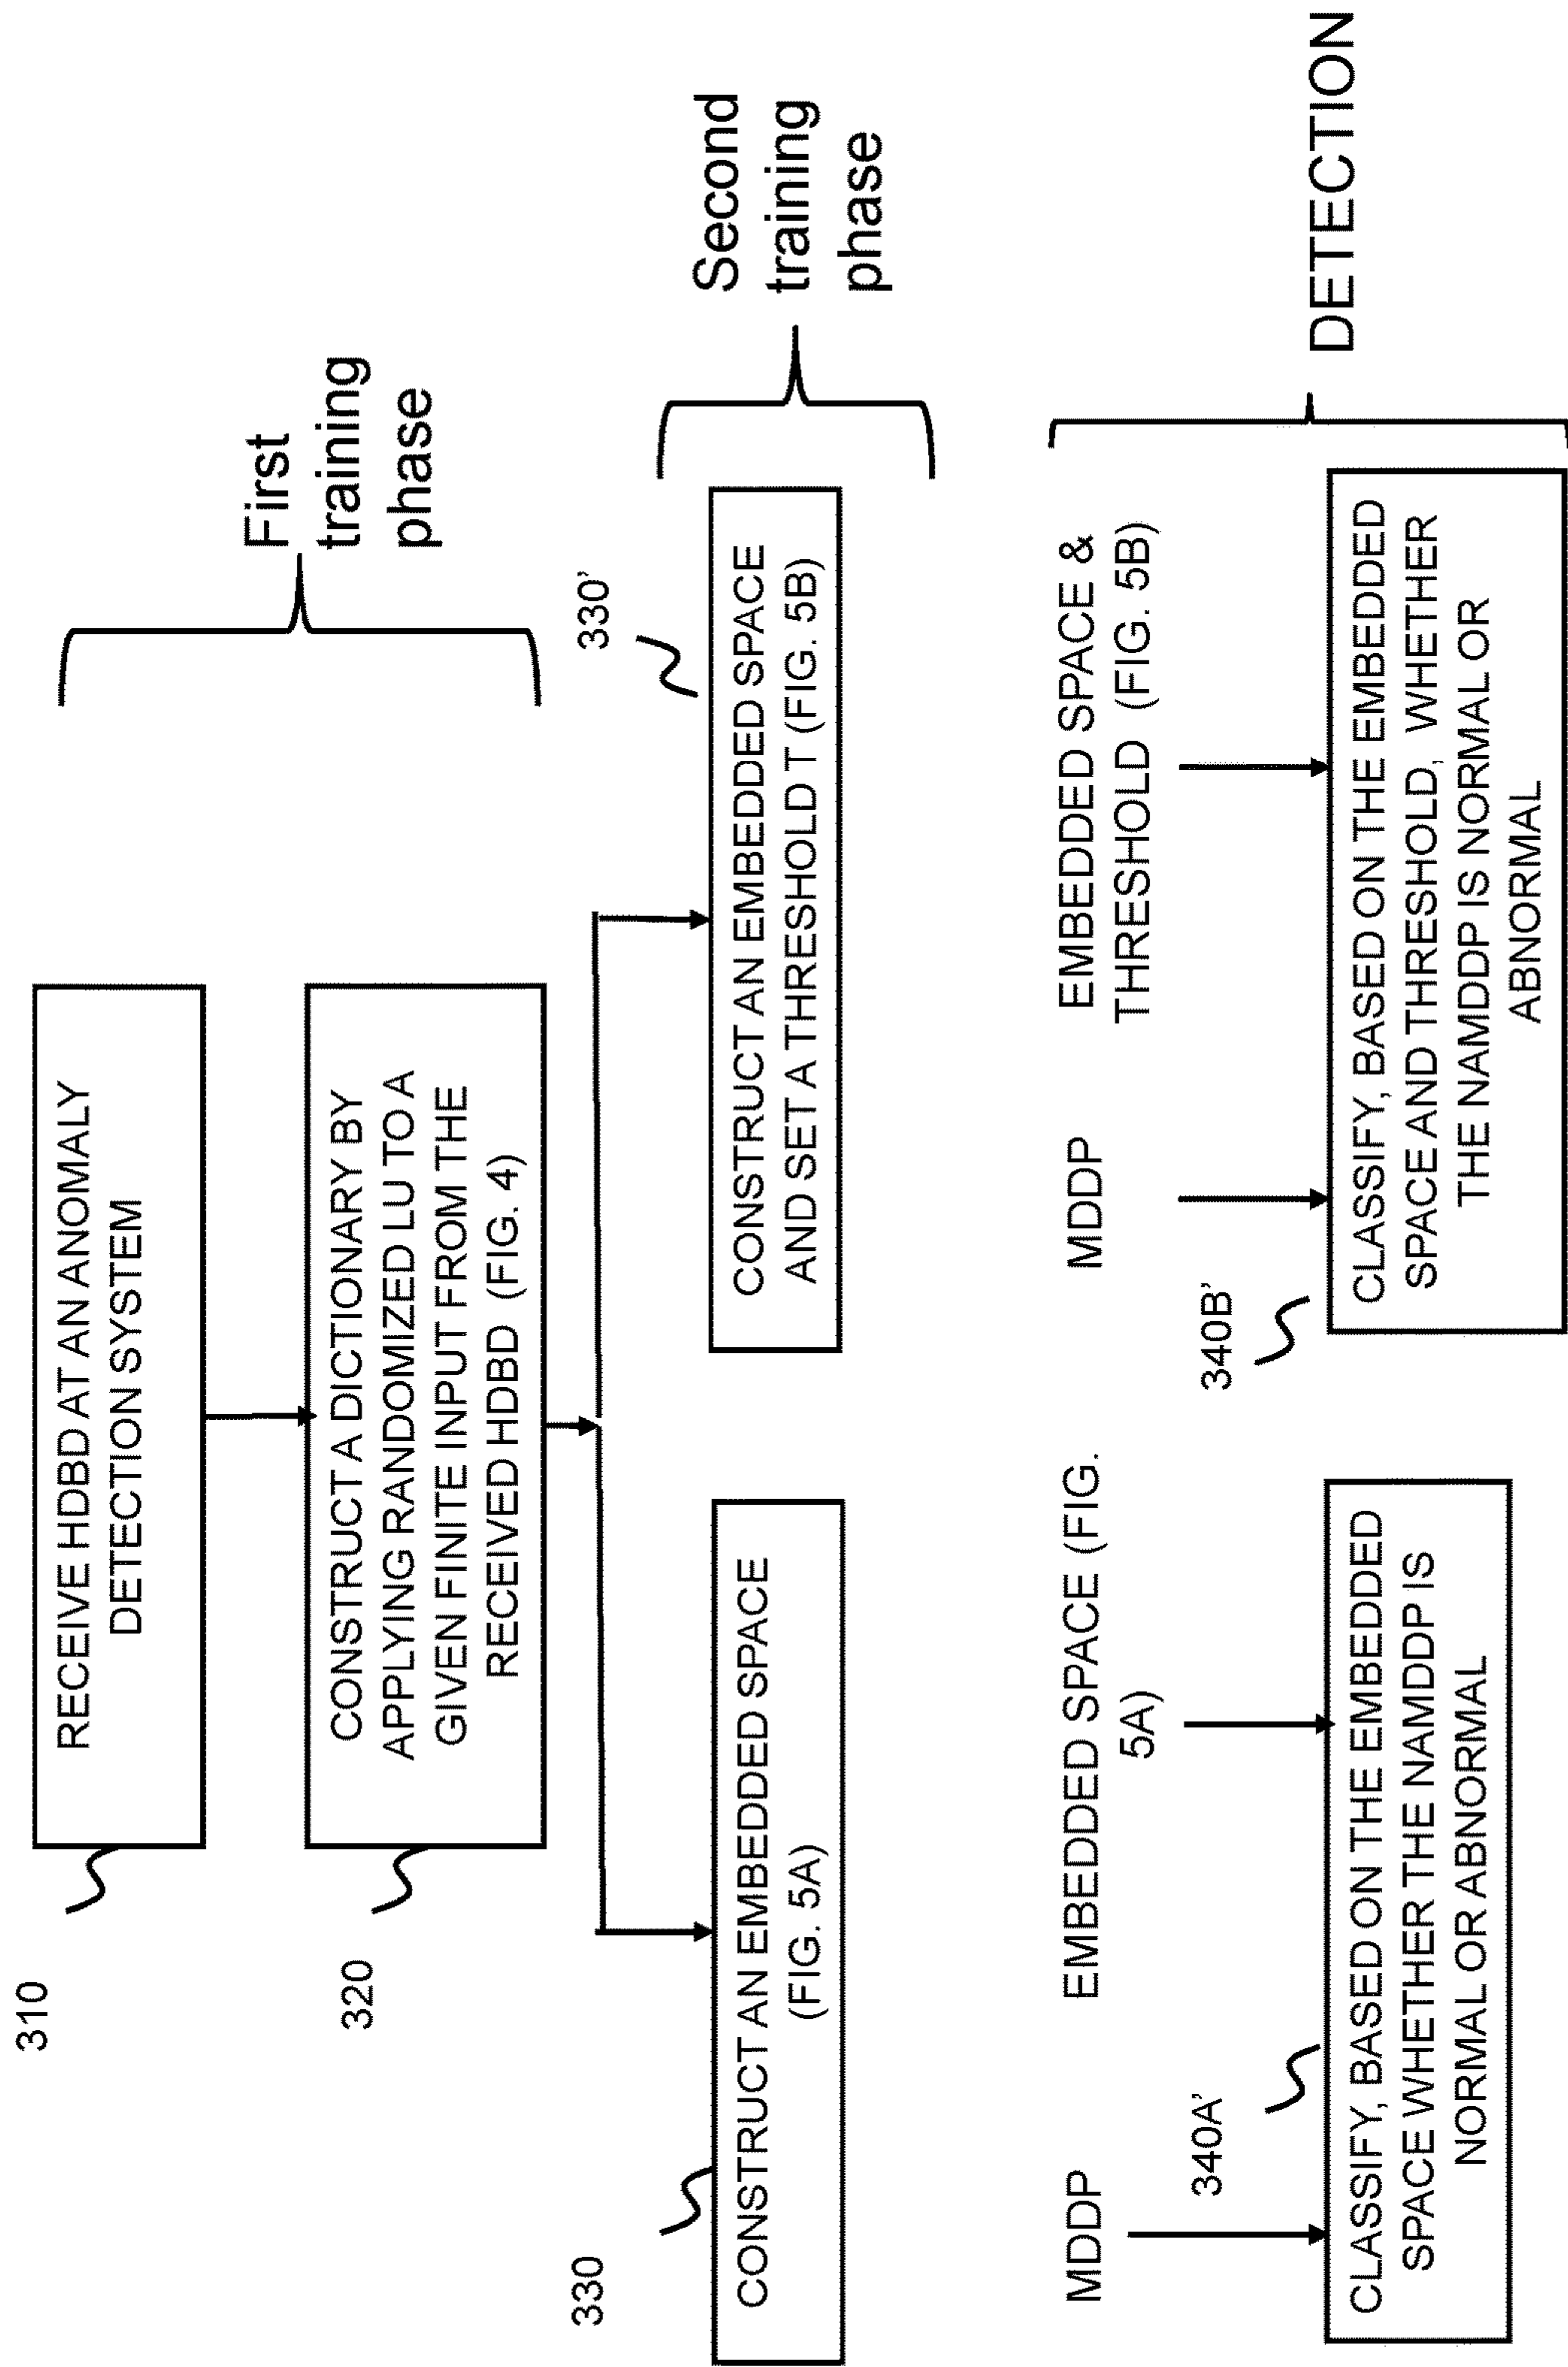 310
RECEIVE HDBD AT AN ANOMALY
DETECTION SYSTEM
First
training
phase
320
CONSTRUCT A DICTIONARY BY
APPLYING RANDOMIZED LU TO A
GIVEN FINITE INPUT FROM THE
RECEIVED HDBD (FIG. 4)
330
CONSTRUCT AN EMBEDDED SPACE
(FIG. 5A)
330'
CONSTRUCT AN EMBEDDED SPACE
AND SET A THRESHOLD T (FIG. 5B)
Second
training
phase
MDDP
EMBEDDED SPACE (FIG.
5A)
340A'
CLASSIFY, BASED ON THE EMBEDDED
SPACE WHETHER THE NAMDDP IS
NORMAL OR ABNORMAL
MDDP
EMBEDDED SPACE &
THRESHOLD (FIG. 5B)
340B'
CLASSIFY, BASED ON THE EMBEDDED
SPACE AND THRESHOLD, WHETHER
THE NAMDDP IS NORMAL OR
ABNORMAL
DETECTION